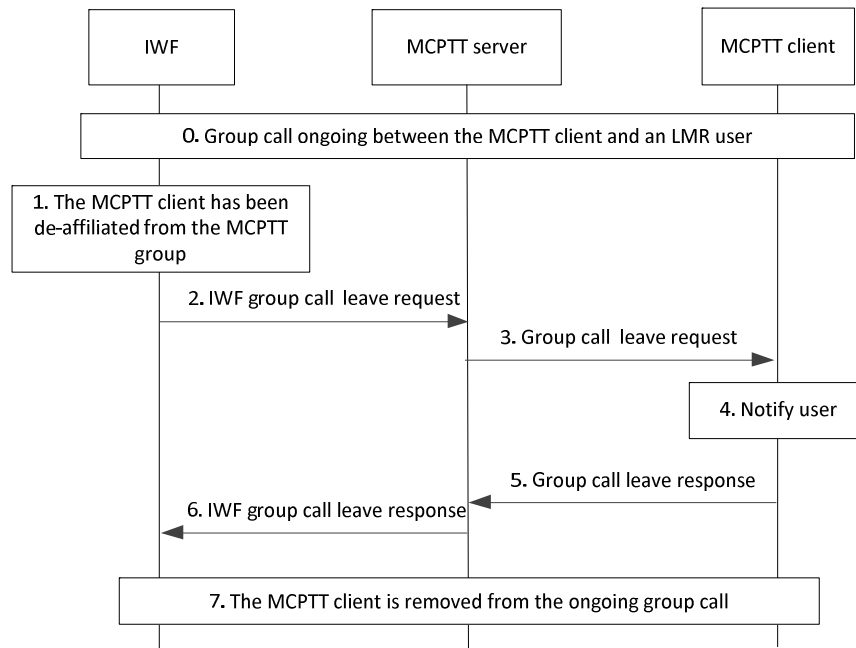 IWF
MCPTT server
MCPTT client
0. Group call ongoing between the MCPTT client and an LMR user
1. The MCPTT client has been
de-affiliated from the MCPTT
group
2. IWF group call leave request
3. Group call leave request
4. Notify user
5. Group call leave response
6. IWF group call leave response
7. The MCPTT client is removed from the ongoing group call